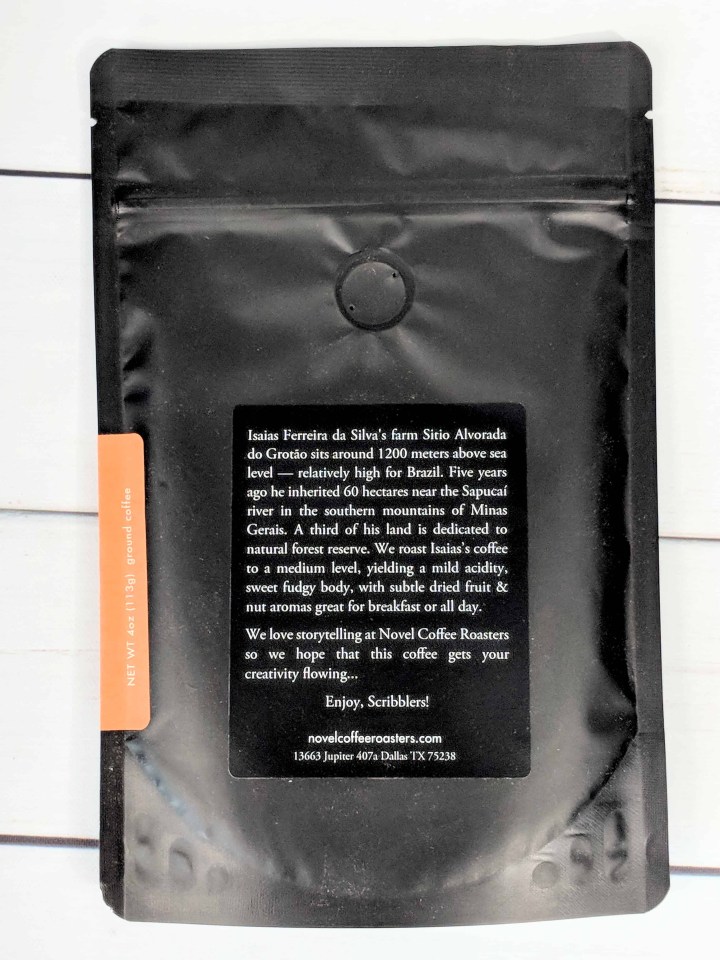 Isaias Ferreira da Silva's farm Sitio Alvorada
do Grotão sits around 1200 meters above sea
level — relatively high for Brazil. Five years
ago he inherited 60 hectares near the Sapucaí
river in the southern mountains of Minas
Gerais. A third of his land is dedicated to
natural forest reserve. We roast Isaias's coffee
to a medium level, yielding a mild acidity,
sweet fudgy body, with subtle dried fruit &
nut aromas great for breakfast or all day.
We love storytelling at Novel Coffee Roasters
so we hope that this coffee gets your
creativity flowing...
Enjoy, Scribblers!
novelcoffeeroasters.com
13663 Jupiter 407a Dallas TX 75238
NET WT 4oz (113g) ground coffee